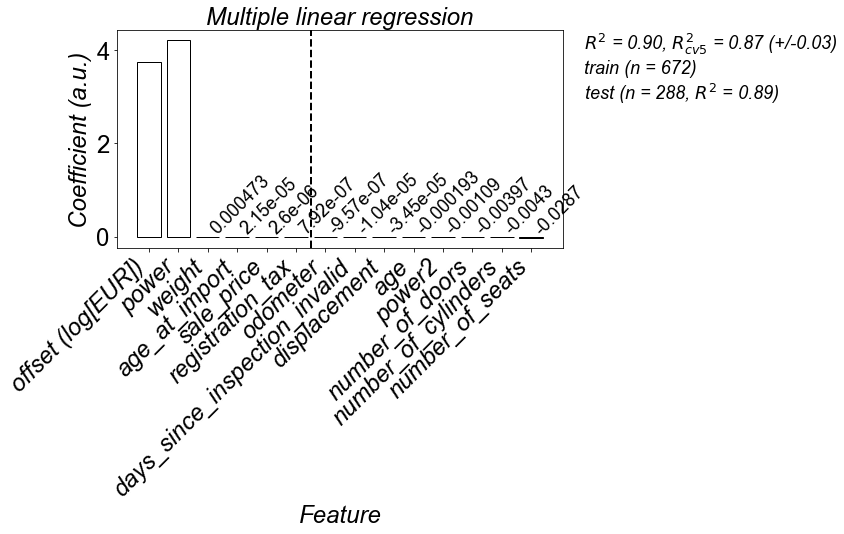 Multiple linear regression
Coefficient (a.u.)
4
2
0
0.000473
2.15e-05
2.6e-06
7.92e-07
-9.57e-07
-1.04e-05
-3.45e-05
-0.000193
-0.00109
-0.00397
-0.0043
-0.0287
offset (log[EUR])
power
weight
age_at_import
sale_price
registration_tax
odometer
days_since_inspection_invalid
displacement
age
power2
number_of_doors
number_of_cylinders
number_of_seats
Feature
R² = 0.90, R²cv5 = 0.87 (+/-0.03)
train (n = 672)
test (n = 288, R² = 0.89)